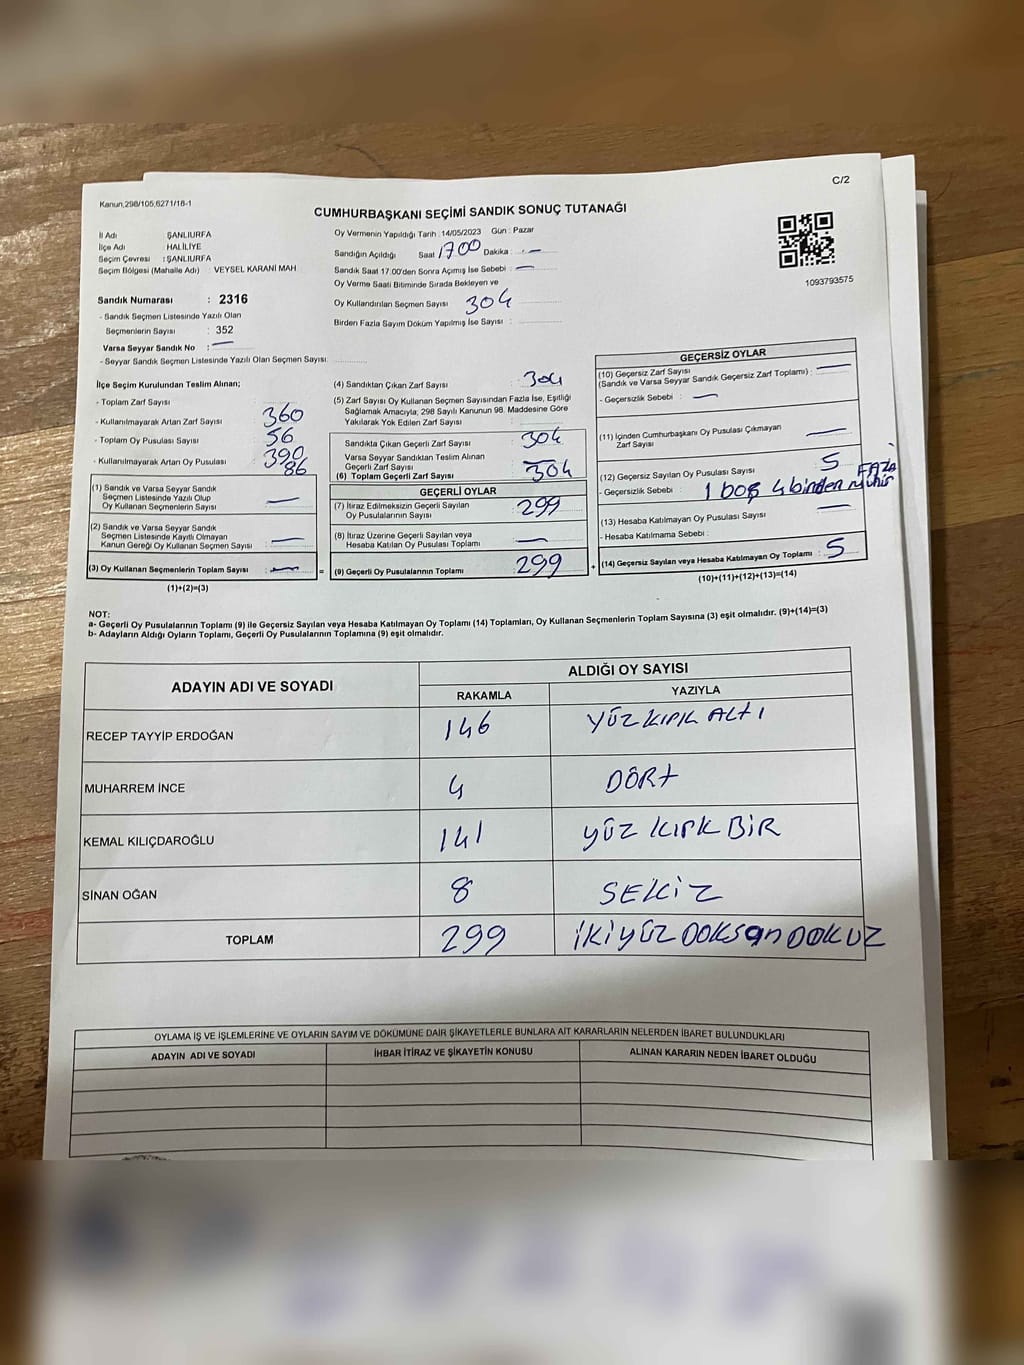 C/2
Kanun,298/105,6271/18-1
CUMHURBAŞKANI SEÇİMİ SANDIK SONUÇ TUTANAĞI
İl Adı : ŞANLIURFA
İlçe Adı : HALİLİYE
Seçim Çevresi : ŞANLIURFA
Seçim Bölgesi (Mahalle Adı) VEYSEL KARANİ MAH
Sandık Numarası : 2316
- Sandık Seçmen Listesinde Yazılı Olan
Seçmenlerin Sayısı : 352
Varsa Seyyar Sandık No : —
- Seyyar Sandık Seçmen Listesinde Yazılı Olan Seçmen Sayısı:
Oy Vermenin Yapıldığı Tarih : 14/05/2023 Gün : Pazar
Sandığın Açıldığı Saat 1700 Dakika : —
Sandık Saat 17.00'den Sonra Açımış İse Sebebi : —
Oy Verme Saati Bitiminde Sırada Bekleyen ve
Oy Kullandırılan Seçmen Sayısı 304
Birden Fazla Sayım Döküm Yapılmış İse Sayısı :
1093793575
İlçe Seçim Kurulundan Teslim Alınan;
- Toplam Zarf Sayısı : 360
- Kullanılmayarak Artan Zarf Sayısı : 56
- Toplam Oy Pusulası Sayısı : 390
- Kullanılmayarak Artan Oy Pusulası : 86
(1) Sandık ve Varsa Seyyar Sandık
Seçmen Listesinde Yazılı Olup
Oy Kullanan Seçmenlerin Sayısı : —
(2) Sandık ve Varsa Seyyar Sandık
Seçmen Listesinde Kayıtlı Olmayan
Kanun Gereği Oy Kullanan Seçmen Sayısı : —
(3) Oy Kullanan Seçmenlerin Toplam Sayısı : —
(1)+(2)=(3)
(4) Sandıktan Çıkan Zarf Sayısı : 304
(5) Zarf Sayısı Oy Kullanan Seçmen Sayısından Fazla İse, Eşitliği
Sağlamak Amacıyla; 298 Sayılı Kanunun 98. Maddesine Göre
Yakılarak Yok Edilen Zarf Sayısı :
Sandıkta Çıkan Geçerli Zarf Sayısı : 304
Varsa Seyyar Sandıktan Teslim Alınan
Geçerli Zarf Sayısı : —
(6) Toplam Geçerli Zarf Sayısı : 304
GEÇERLİ OYLAR
(7) İtiraz Edilmeksizin Geçerli Sayılan
Oy Pusulalarının Sayısı : 299
(8) İtiraz Üzerine Geçerli Sayılan veya
Hesaba Katılan Oy Pusulası Toplamı : —
= (9) Geçerli Oy Pusulalarının Toplamı : 299 +
GEÇERSİZ OYLAR
(10) Geçersiz Zarf Sayısı
(Sandık ve Varsa Seyyar Sandık Geçersiz Zarf Toplamı) : —
- Geçersizlik Sebebi : —
(11) İçinden Cumhurbaşkanı Oy Pusulası Çıkmayan
Zarf Sayısı : —
(12) Geçersiz Sayılan Oy Pusulası Sayısı : 5
- Geçersizlik Sebebi : 1 boş 4 birden FAZla mühür
(13) Hesaba Katılmayan Oy Pusulası Sayısı : —
- Hesaba Katılmama Sebebi :
(14) Geçersiz Sayılan veya Hesaba Katılmayan Oy Toplamı : 5
(10)+(11)+(12)+(13)=(14)
NOT:
a- Geçerli Oy Pusulalarının Toplamı (9) ile Geçersiz Sayılan veya Hesaba Katılmayan Oy Toplamı (14) Toplamları, Oy Kullanan Seçmenlerin Toplam Sayısına (3) eşit olmalıdır. (9)+(14)=(3)
b- Adayların Aldığı Oyların Toplamı, Geçerli Oy Pusulalarının Toplamına (9) eşit olmalıdır.
ADAYIN ADI VE SOYADI ALDIĞI OY SAYISI
RAKAMLA YAZIYLA
RECEP TAYYİP ERDOĞAN 146 YÜZ KIRK ALTI
MUHARREM İNCE 4 DÖRT
KEMAL KILIÇDAROĞLU 141 YÜZ KIRK BİR
SİNAN OĞAN 8 SEKİZ
TOPLAM 299 İKİ YÜZ DOKSAN DOKUZ
OYLAMA İŞ VE İŞLEMLERİNE VE OYLARIN SAYIM VE DÖKÜMÜNE DAİR ŞİKAYETLERLE BUNLARA AİT KARARLARIN NELERDEN İBARET BULUNDUKLARI
ADAYIN ADI VE SOYADI İHBAR İTİRAZ VE ŞİKAYETİN KONUSU ALINAN KARARIN NEDEN İBARET OLDUĞU